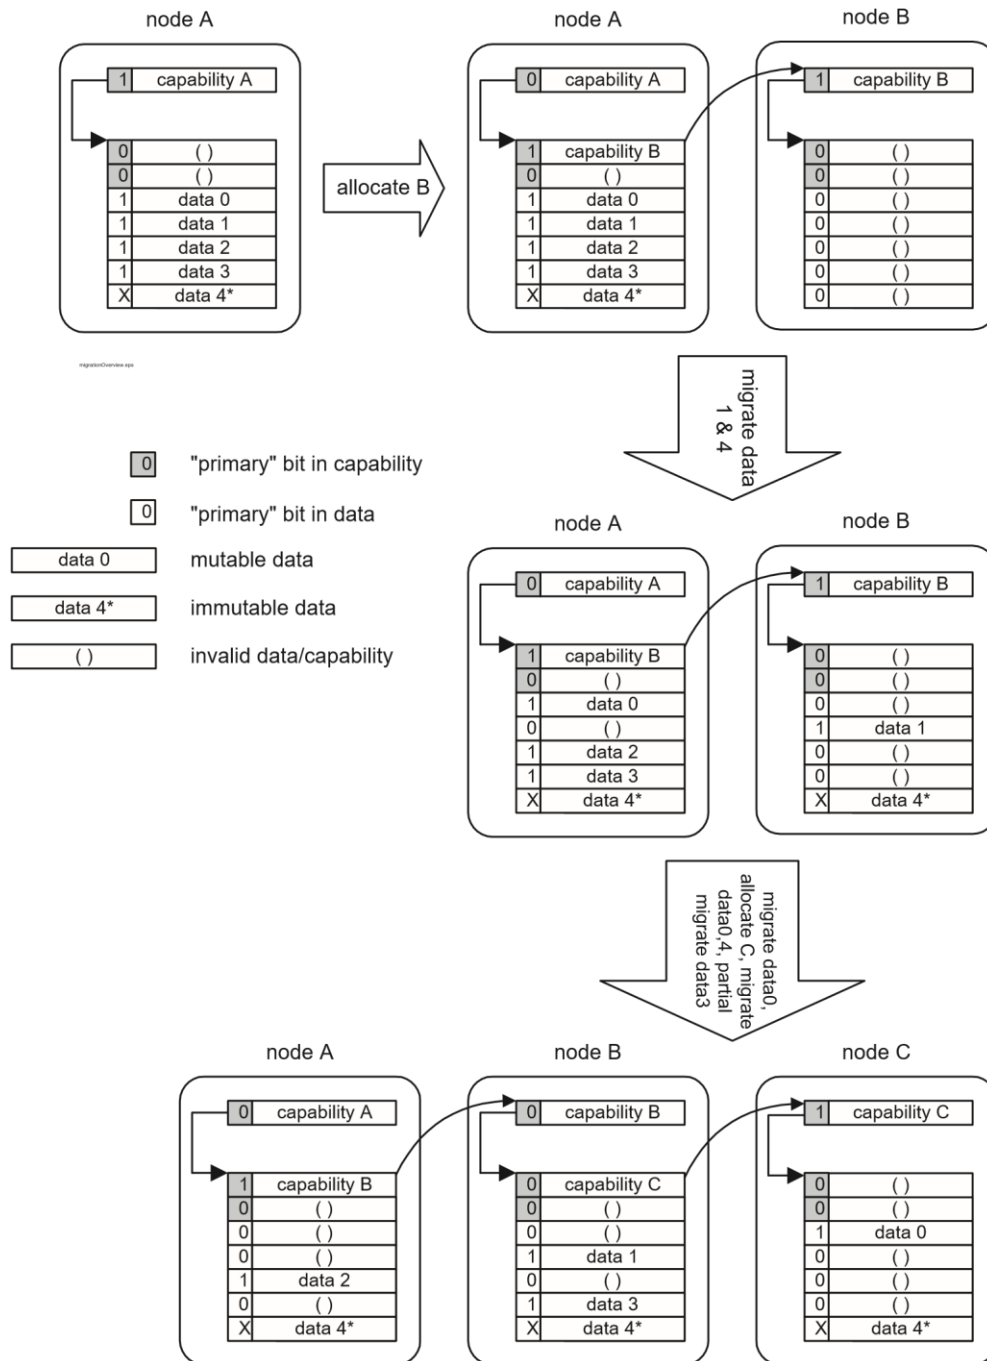 node A
node A
node B
1 capability A
0 capability A
1 capability B
0 ( )
0 ( )
1 data 0
1 data 1
1 data 2
1 data 3
X data 4*
allocate B
1 capability B
0 ( )
1 data 0
1 data 1
1 data 2
1 data 3
X data 4*
0 ( )
0 ( )
0 ( )
0 ( )
0 ( )
0 ( )
0 ( )
migrationOverview.eps
migrate data
1 & 4
0 "primary" bit in capability
0 "primary" bit in data
data 0 mutable data
data 4* immutable data
( ) invalid data/capability
node A
node B
0 capability A
1 capability B
1 capability B
0 ( )
1 data 0
0 ( )
1 data 2
1 data 3
X data 4*
0 ( )
0 ( )
0 ( )
1 data 1
0 ( )
0 ( )
X data 4*
migrate data0,
allocate C, migrate
data0,4, partial
migrate data3
node A
node B
node C
0 capability A
0 capability B
1 capability C
1 capability B
0 ( )
0 ( )
0 ( )
1 data 2
0 ( )
X data 4*
0 capability C
0 ( )
0 ( )
1 data 1
0 ( )
1 data 3
X data 4*
0 ( )
0 ( )
1 data 0
0 ( )
0 ( )
0 ( )
X data 4*